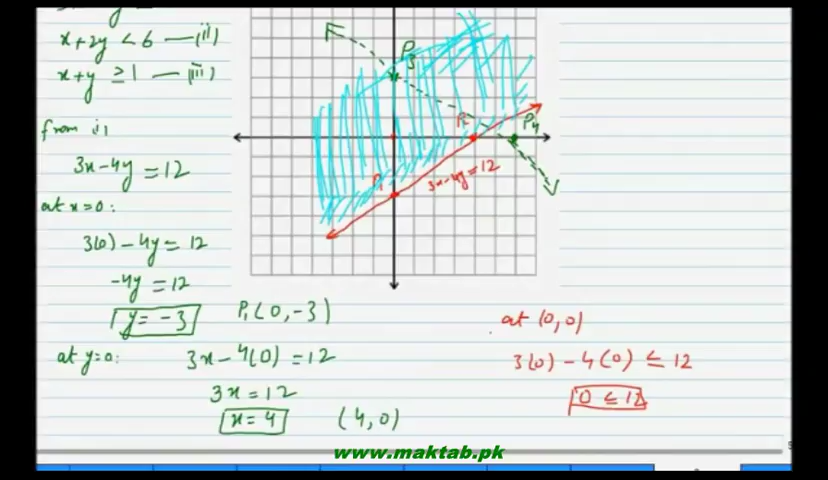 x+2y < 6 —(ii)
x+y ≥ 1 — (iii)
from (i)
3x-4y = 12
at x=0:
3(0) - 4y = 12
-4y = 12
y = -3
P₁(0, -3)
at y=0:
3x - 4(0) = 12
3x = 12
x = 4
(4, 0)
P₃
P₂
P₄
P₁
3x-4y=12
at (0, 0)
3(0) - 4(0) ≤ 12
0 ≤ 12
www.maktab.pk